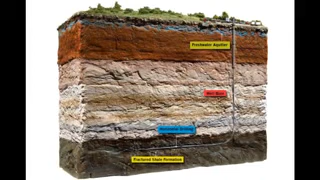 Freshwater Aquifer
Well Bore
Horizontal Drilling
Fractured Shale Formation